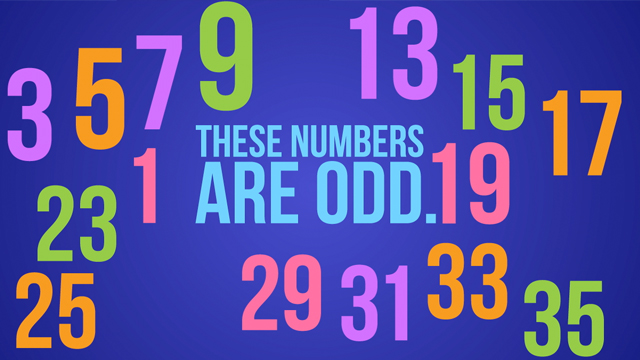 3 5 7 9 13 15 17
THESE NUMBERS
1 ARE ODD. 19
23
25 29 31 33 35